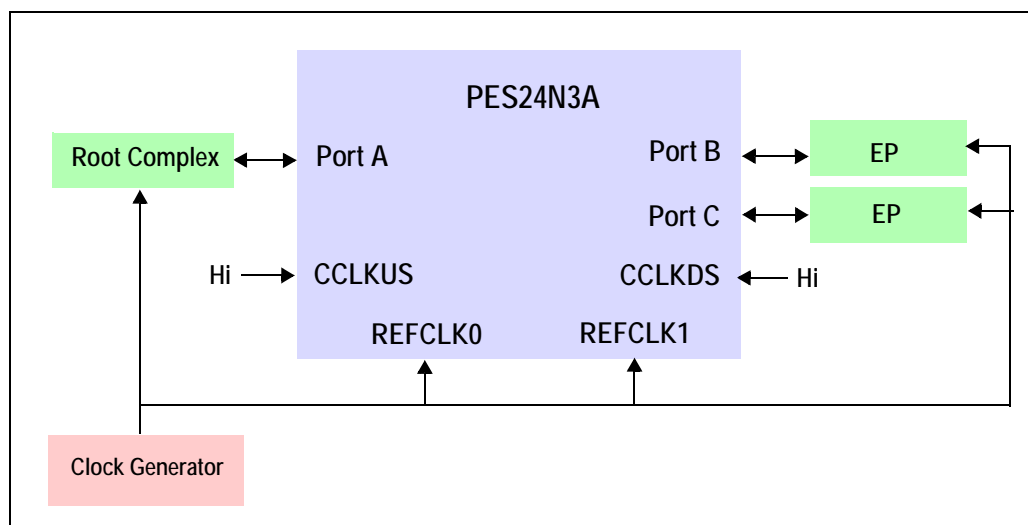 PES24N3A
Root Complex
Port A
Port B
EP
Port C
EP
Hi
CCLKUS
CCLKDS
Hi
REFCLK0
REFCLK1
Clock Generator